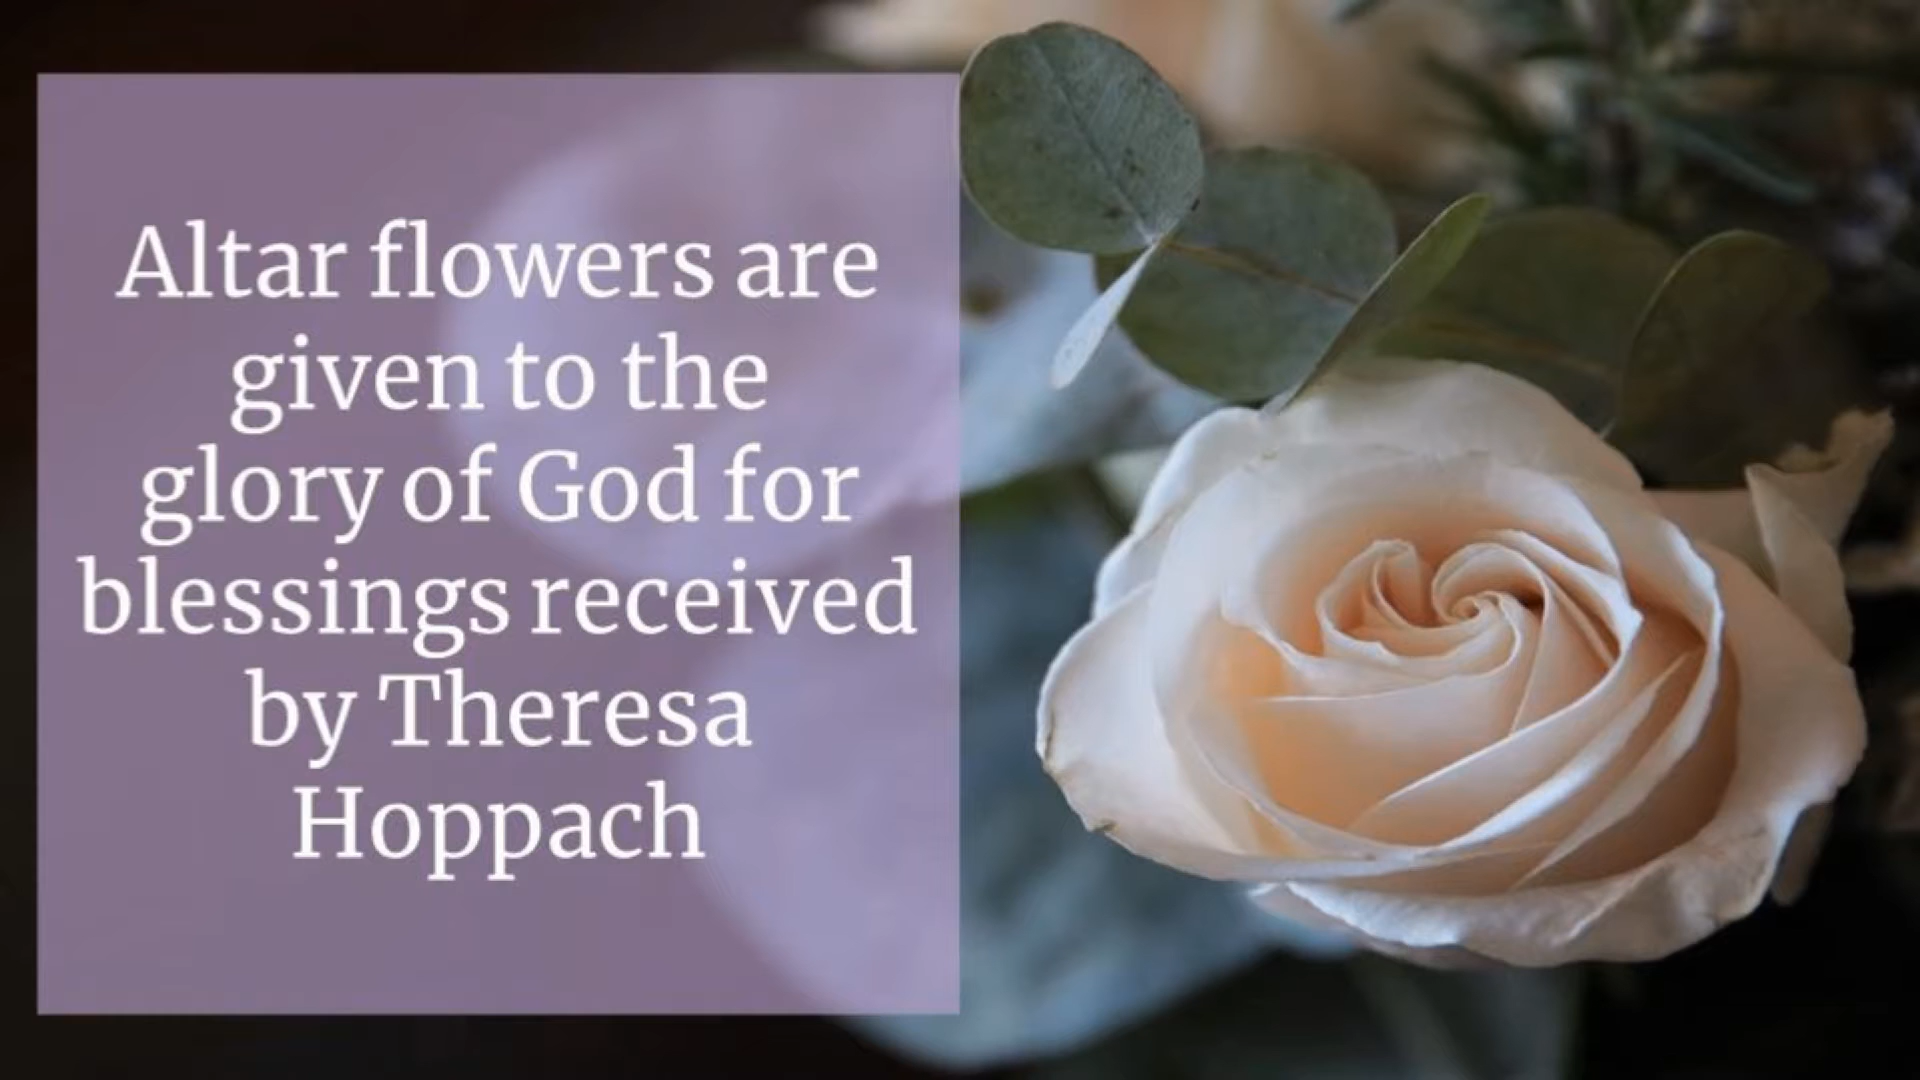 Altar flowers are
given to the
glory of God for
blessings received
by Theresa
Hoppach